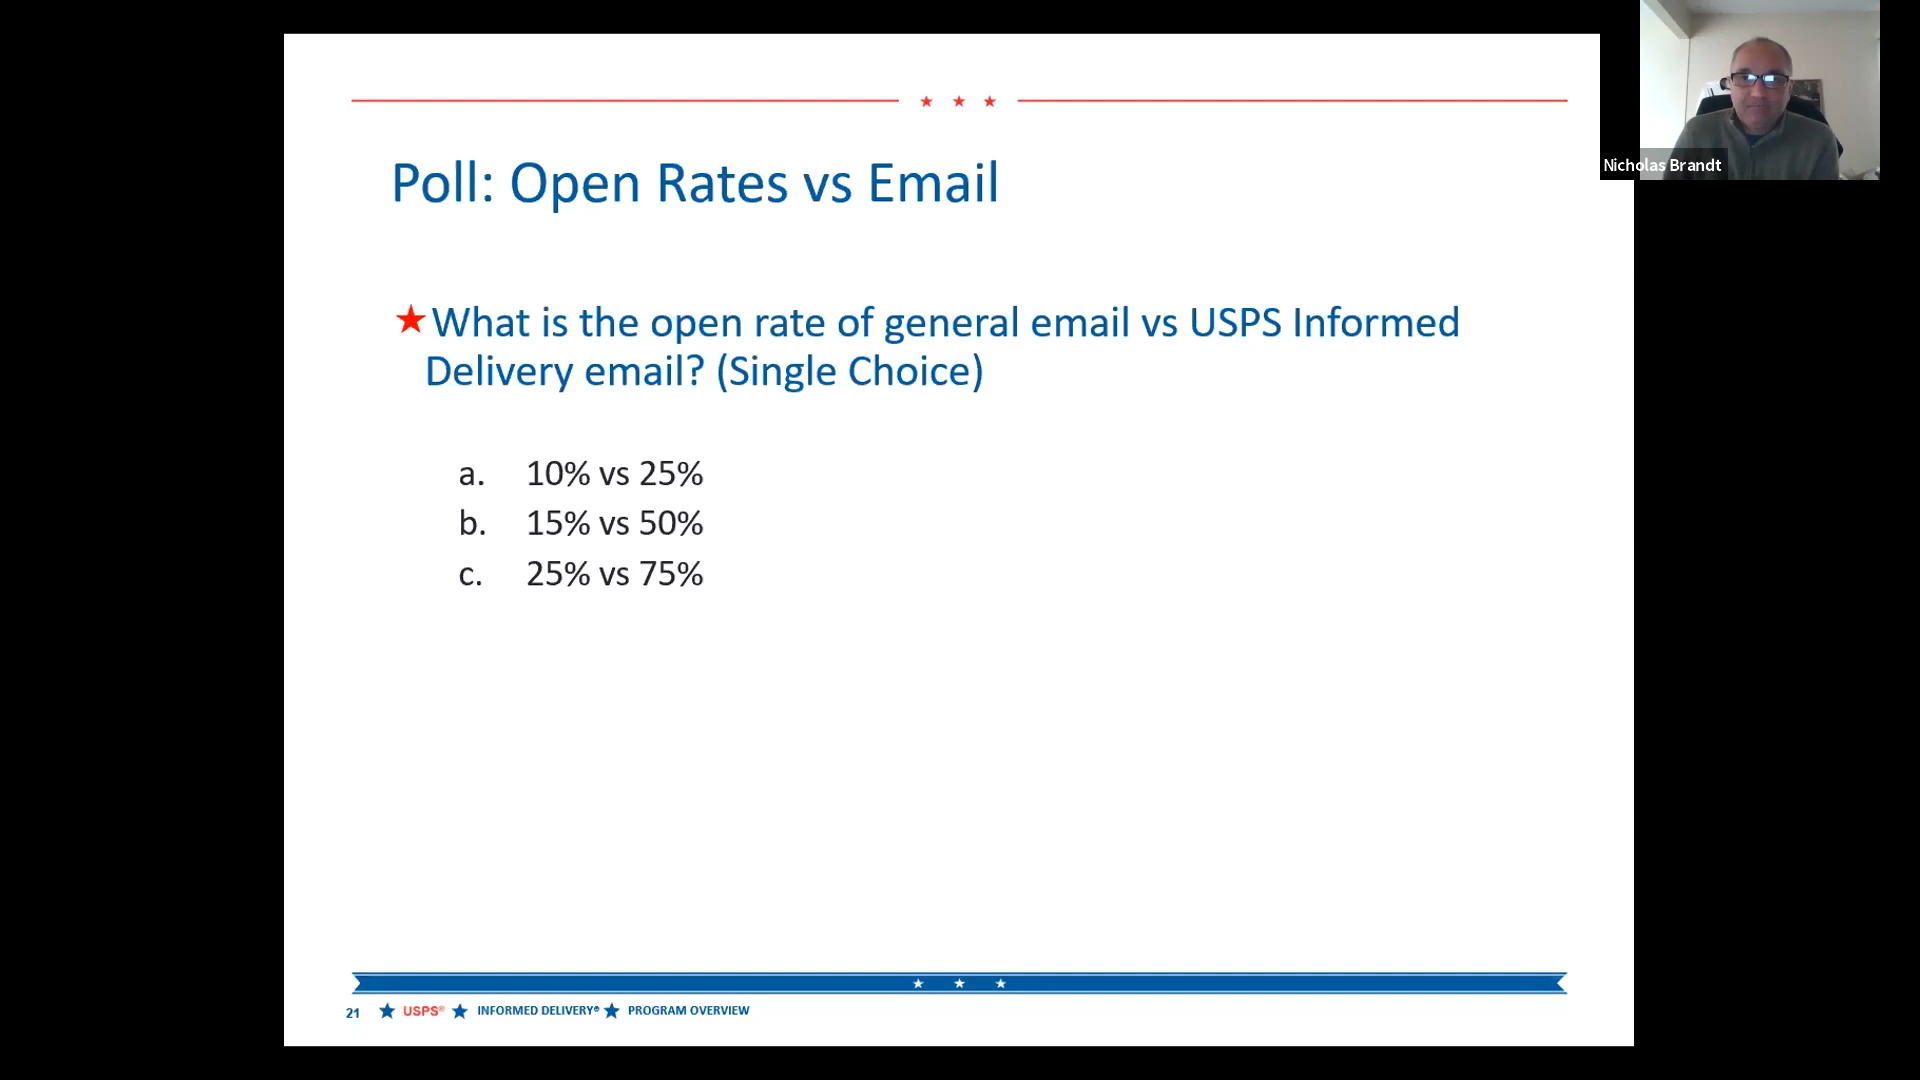 Poll: Open Rates vs Email
Nicholas Brandt
What is the open rate of general email vs USPS Informed
Delivery email? (Single Choice)
a. 10% vs 25%
b. 15% vs 50%
c. 25% vs 75%
21 USPS® INFORMED DELIVERY® PROGRAM OVERVIEW